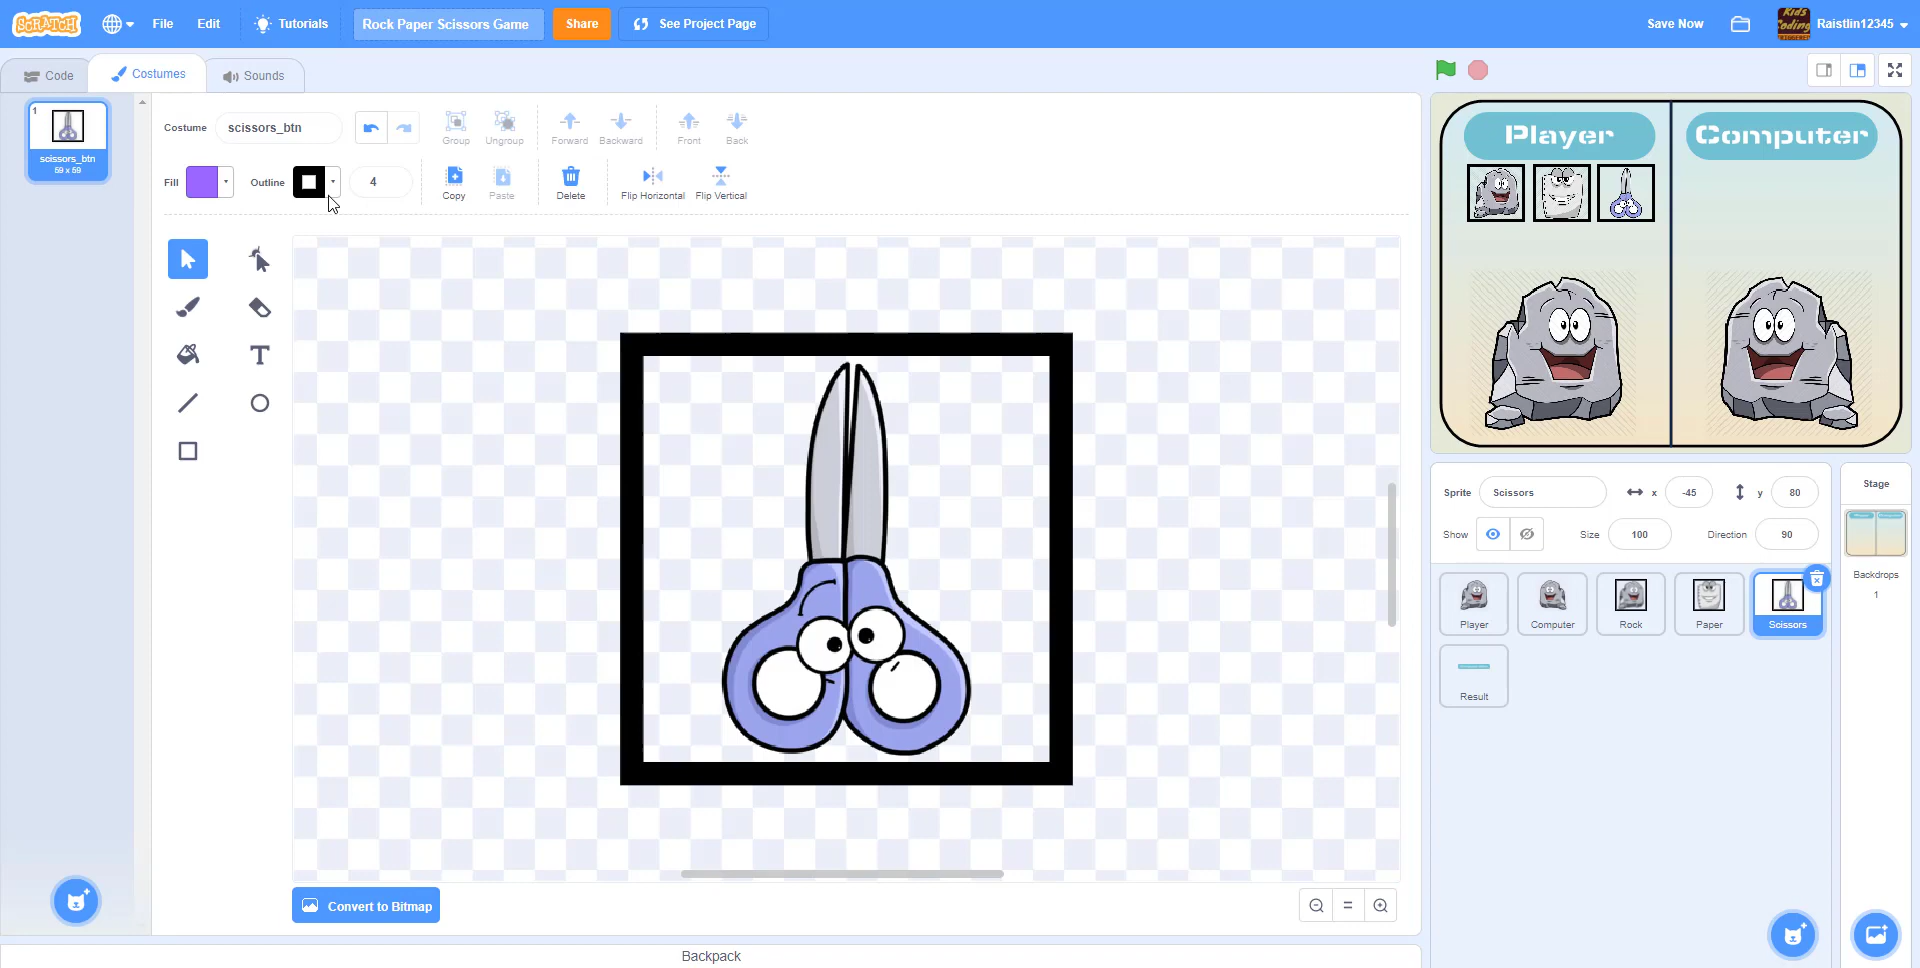 SCRATCH File Edit Tutorials Rock Paper Scissors Game Share See Project Page Save Now Raistlin12345
Code Costumes Sounds
1
scissors_btn
59 x 59
Costume scissors_btn Group Ungroup Forward Backward Front Back
Fill Outline 4 Copy Paste Delete Flip Horizontal Flip Vertical
Convert to Bitmap
Backpack
Player Computer
Sprite Scissors x -45 y 80
Show Size 100 Direction 90
Player Computer Rock Paper Scissors
Result
Stage
Backdrops
1